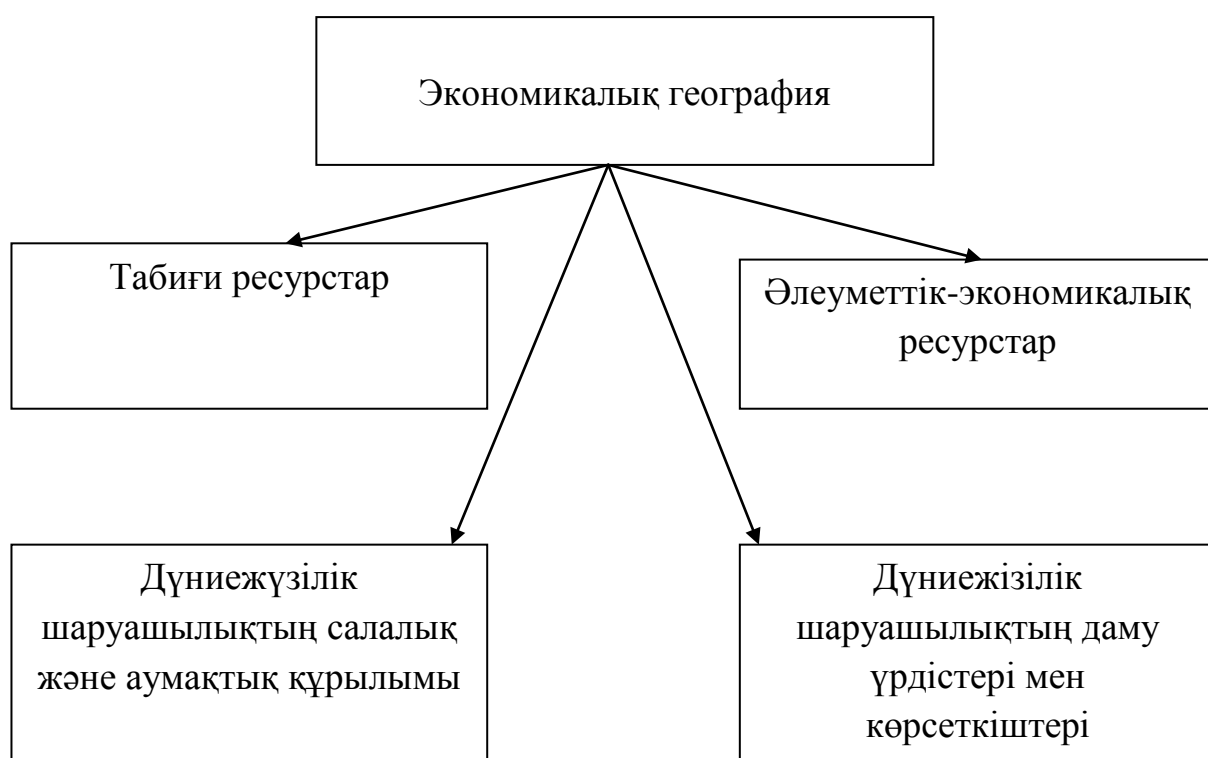 Экономикалық география
Табиғи ресурстар
Әлеуметтік-экономикалық
ресурстар
Дүниежүзілік
шаруашылықтың салалық
және аумақтық құрылымы
Дүниежізілік
шаруашылықтың даму
үрдістері мен
көрсеткіштері